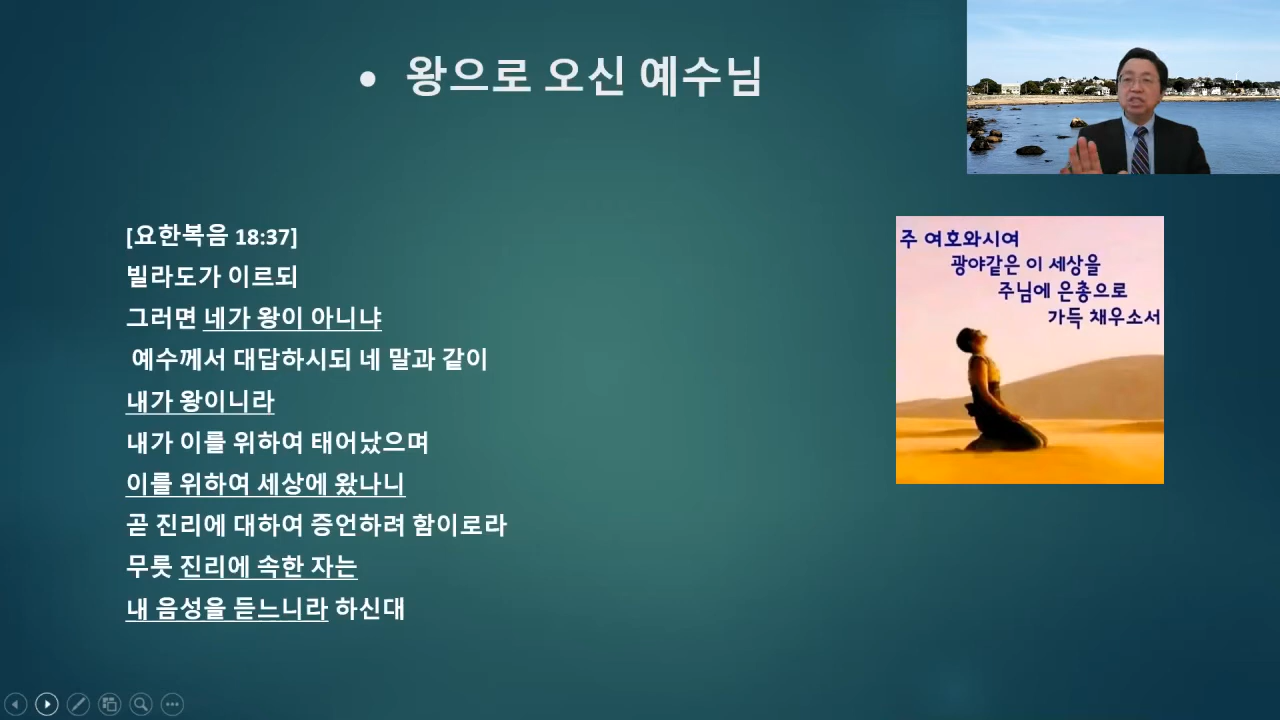 • 왕으로 오신 예수님
[요한복음 18:37]
빌라도가 이르되
그러면 네가 왕이 아니냐
예수께서 대답하시되 네 말과 같이
내가 왕이니라
내가 이를 위하여 태어났으며
이를 위하여 세상에 왔나니
곧 진리에 대하여 증언하려 함이로라
무릇 진리에 속한 자는
내 음성을 듣느니라 하신대
주 여호와시여
광야같은 이 세상을
주님에 은총으로
가득 채우소서